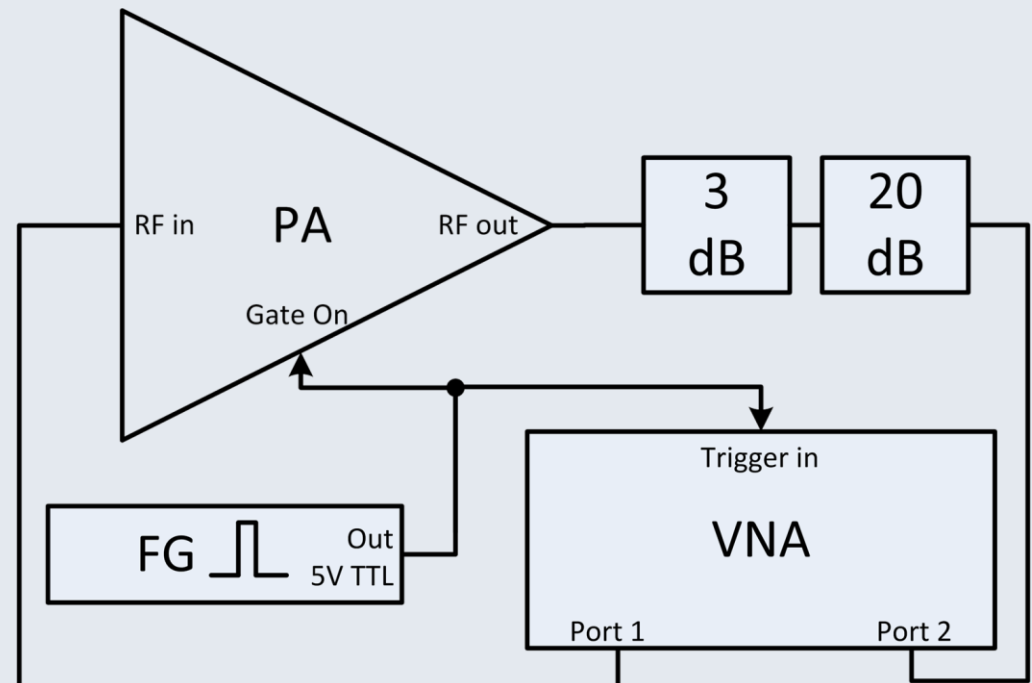 RF in
PA
RF out
3
dB
20
dB
Gate On
Trigger in
VNA
FG
Out
5V TTL
Port 1
Port 2